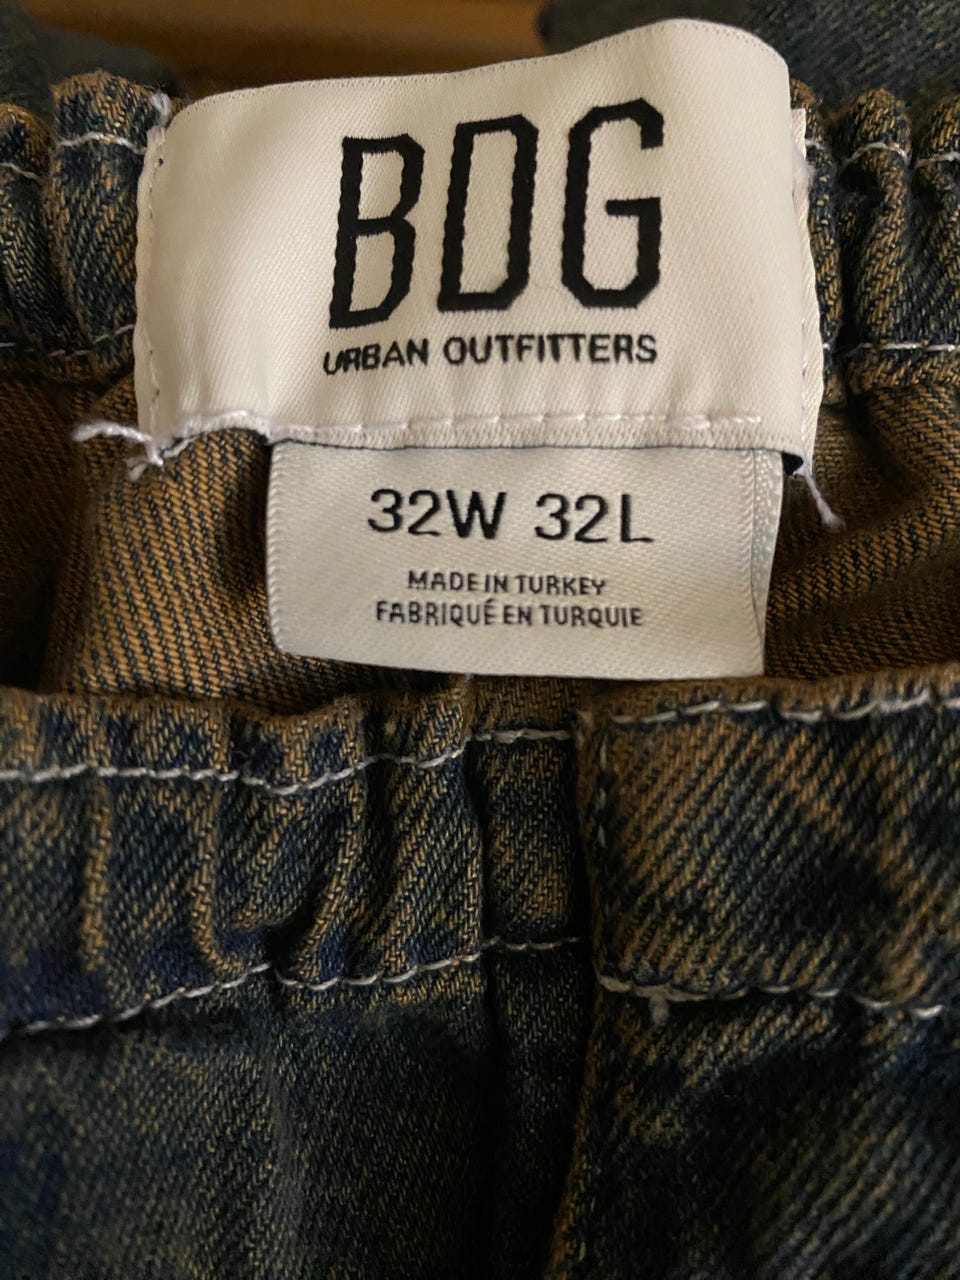 BDG
URBAN OUTFITTERS
32W 32L
MADE IN TURKEY
FABRIQUÉ EN TURQUIE